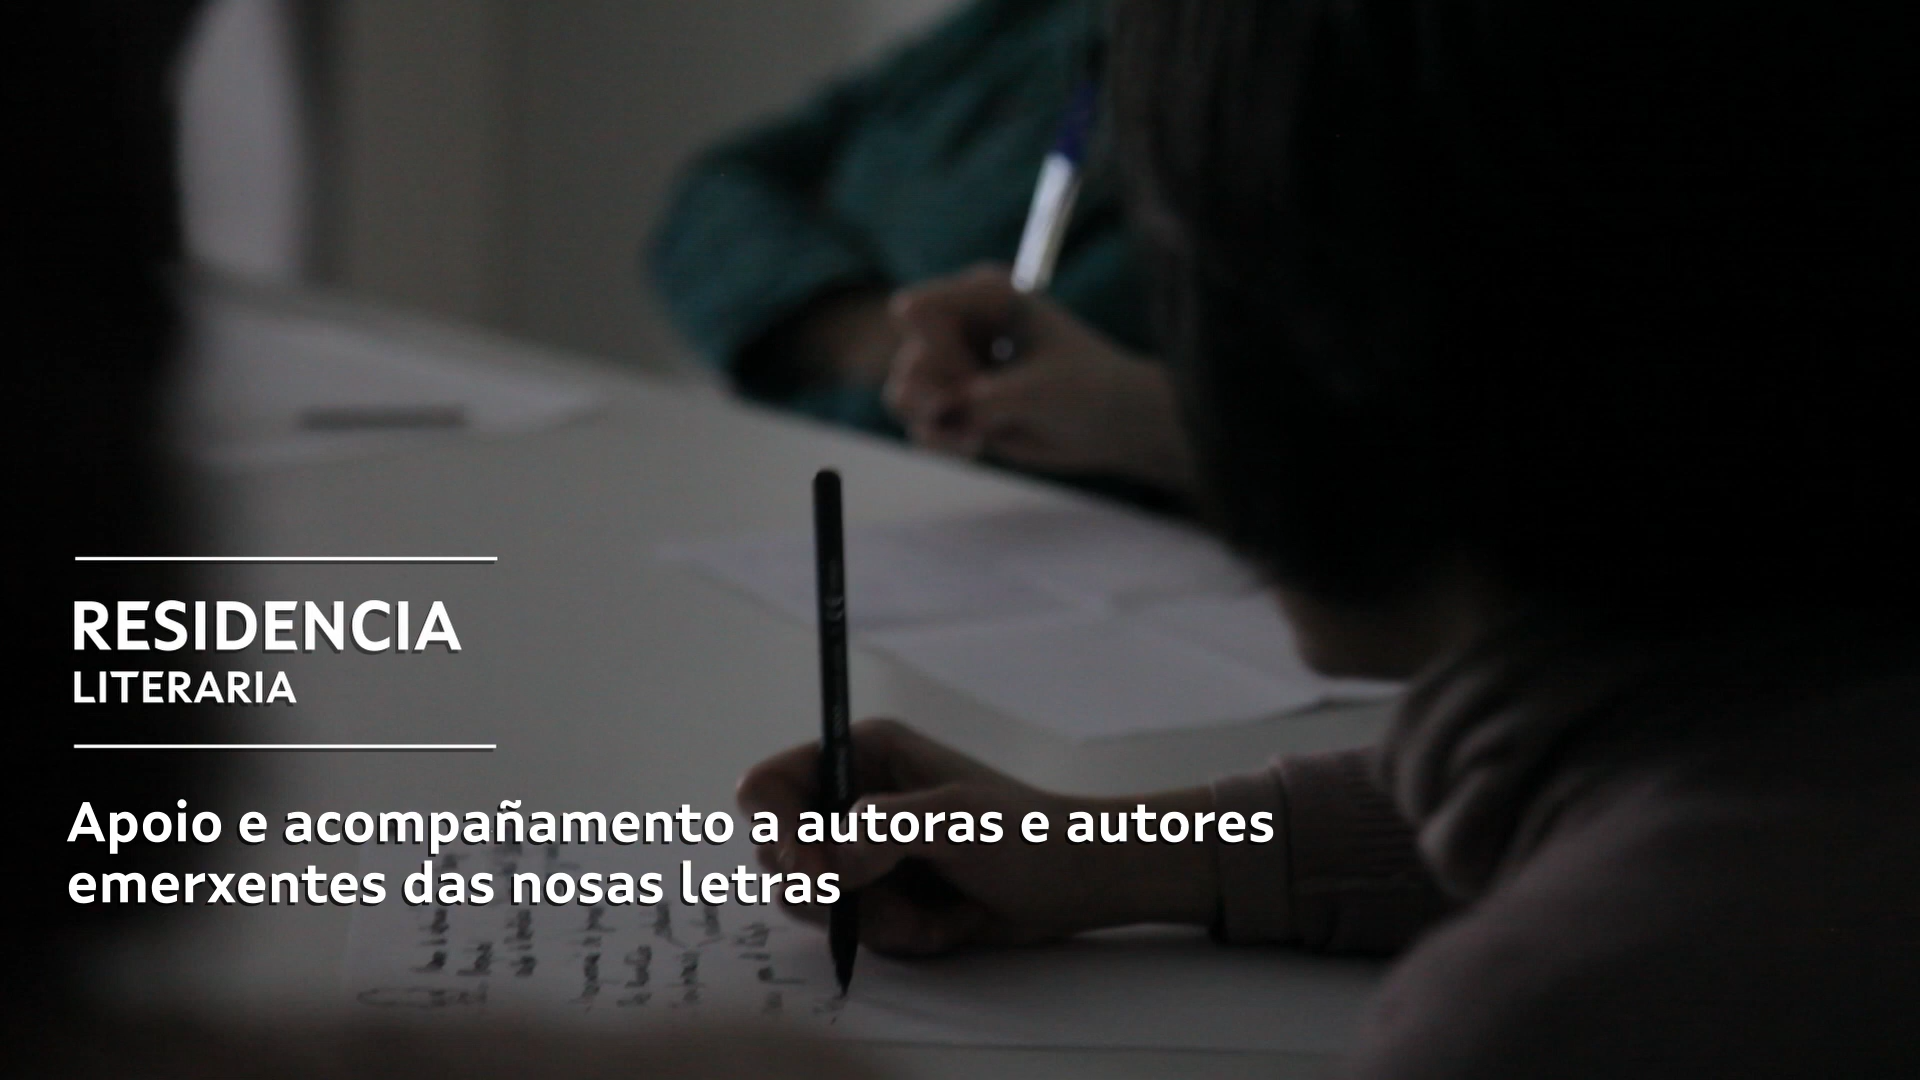 RESIDENCIA
LITERARIA
Apoio e acompañamento a autoras e autores
emerxentes das nosas letras